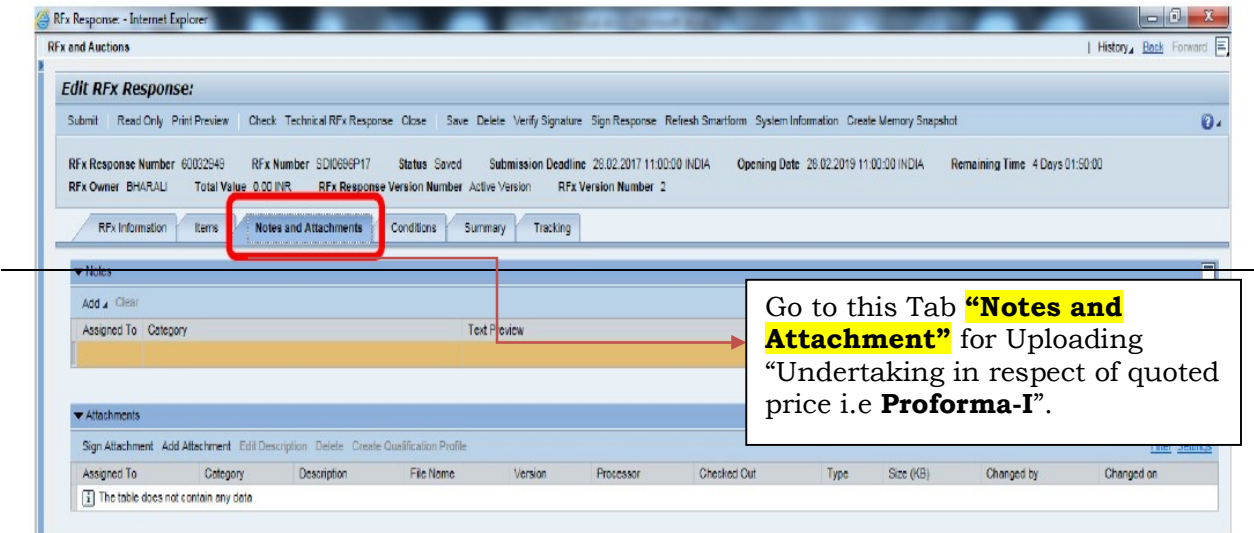 RFx Response: - Internet Explorer
RFx and Auctions
History Back Forward
Edit RFx Response:
Submit Read Only Print Preview Check Technical RFx Response Close Save Delete Verify Signature Sign Response Refresh Smartform System Information Create Memory Snapshot
RFx Response Number 60032949 RFx Number SDI0696P17 Status Saved Submission Deadline 28.02.2017 11:00:00 INDIA Opening Date 28.02.2019 11:00:00 INDIA Remaining Time 4 Days 01:50:00
RFx Owner BHARALI Total Value 0.00 INR RFx Response Version Number Active Version RFx Version Number 2
RFx Information Items Notes and Attachments Conditions Summary Tracking
Notes
Add Clear
Assigned To Category Text Preview
Go to this Tab “Notes and
Attachment” for Uploading
“Undertaking in respect of quoted
price i.e Proforma-I”.
Attachments
Sign Attachment Add Attachment Edit Description Delete Create Qualification Profile Filter Settings
Assigned To Category Description File Name Version Processor Checked Out Type Size (KB) Changed by Changed on
The table does not contain any data